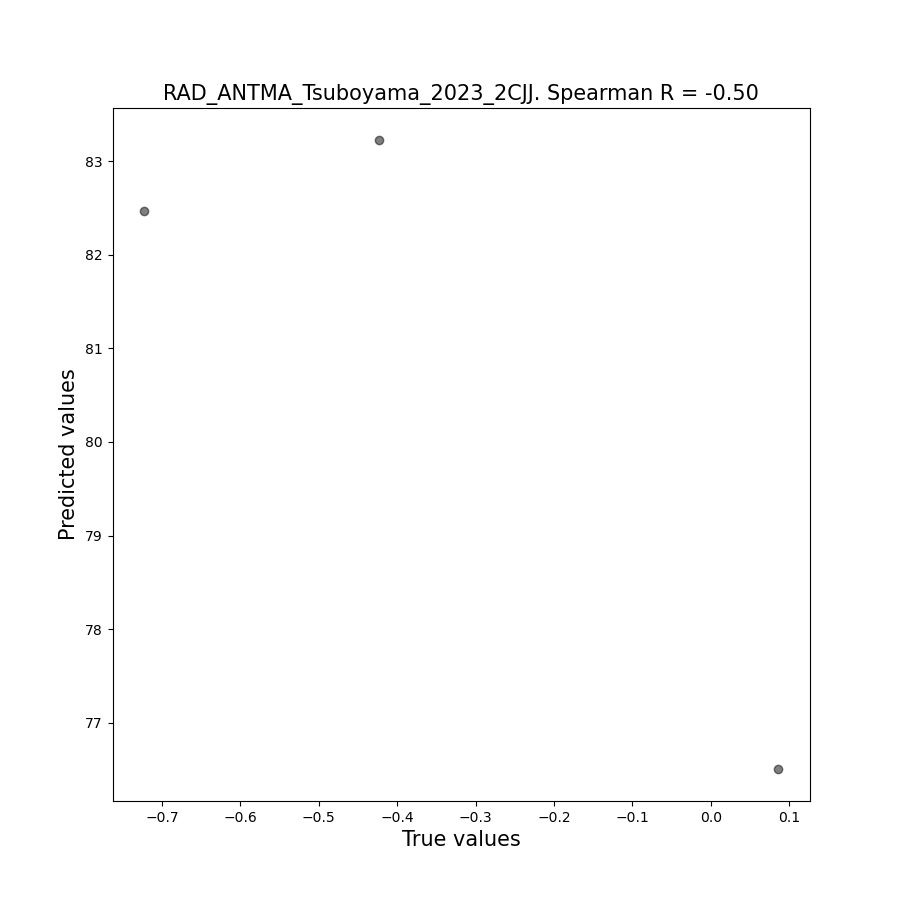 RAD_ANTMA_Tsuboyama_2023_2CJJ. Spearman R = -0.50
83
82
81
80
79
78
77
Predicted values
−0.7 −0.6 −0.5 −0.4 −0.3 −0.2 −0.1 0.0 0.1
True values